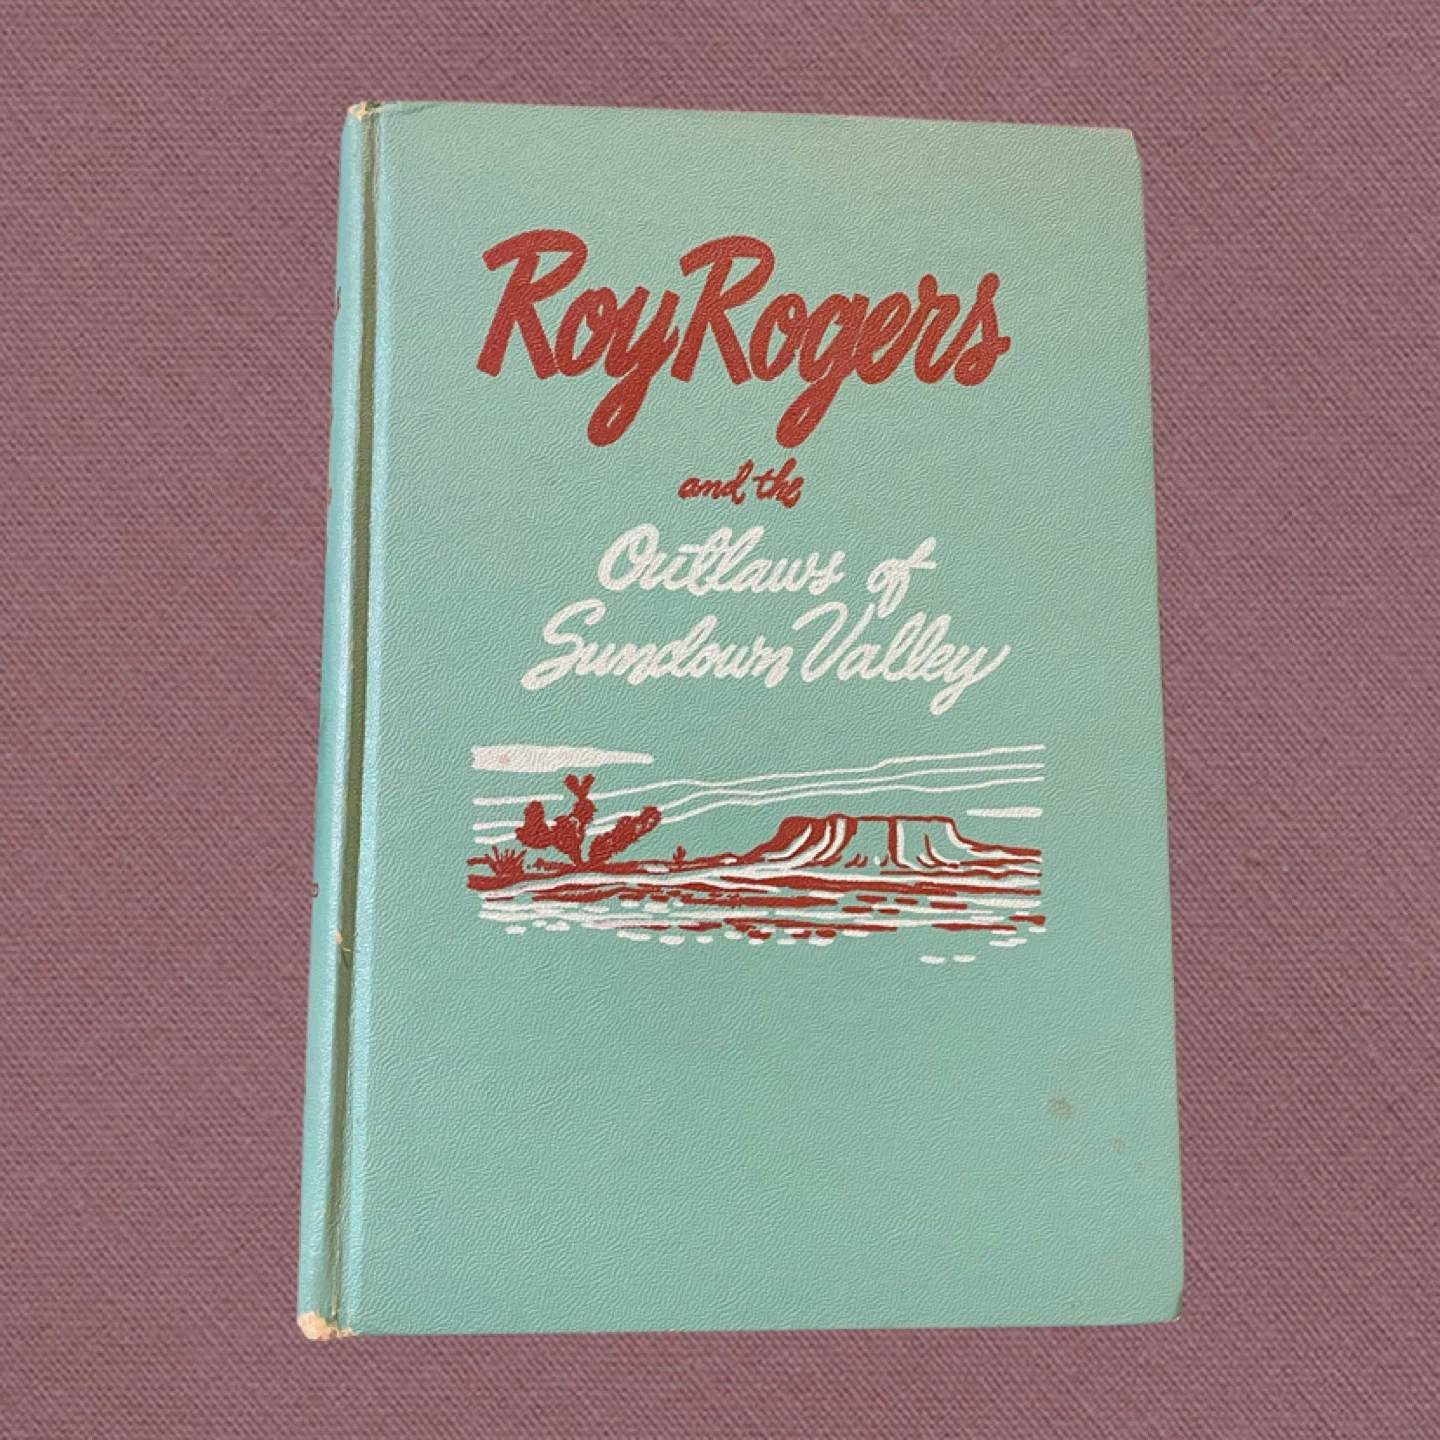 Roy Rogers
and the
Outlaws of
Sundown Valley